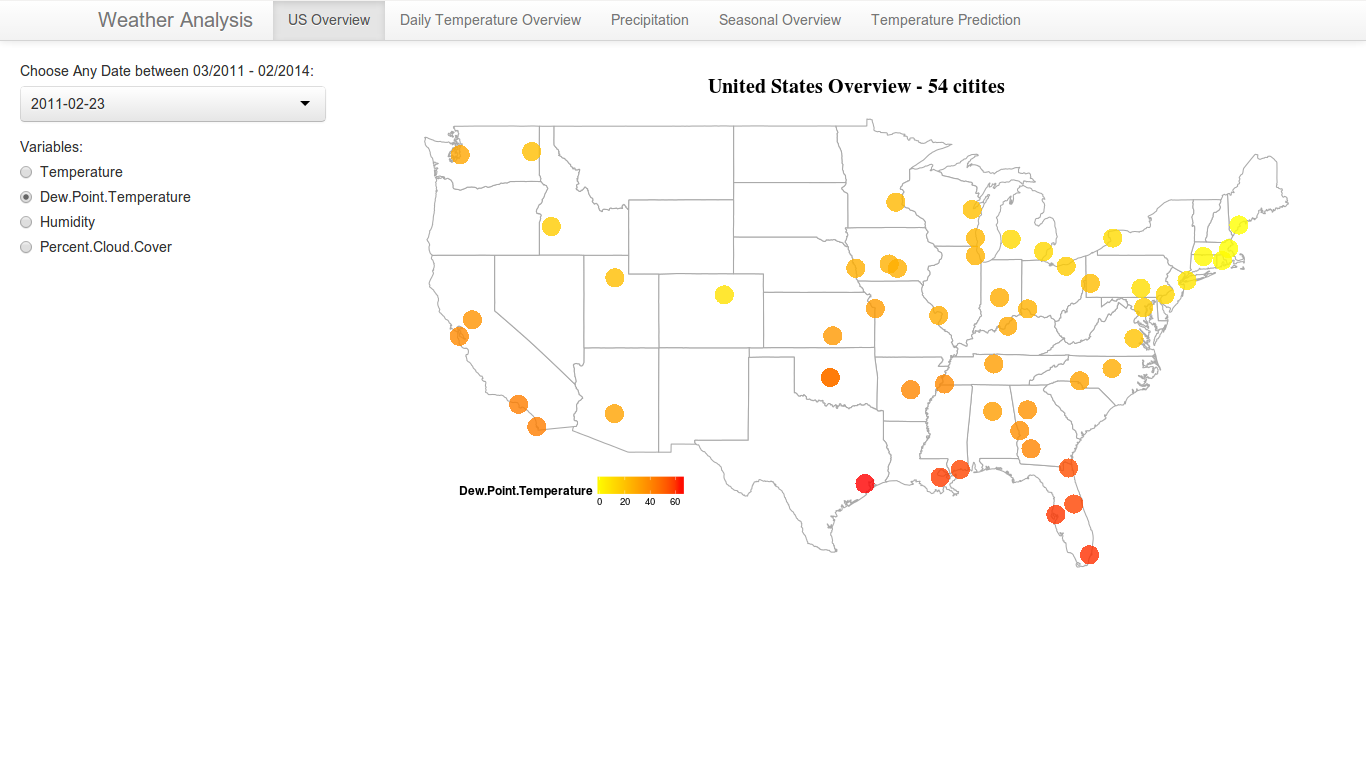 Weather Analysis US Overview Daily Temperature Overview Precipitation Seasonal Overview Temperature Prediction
Choose Any Date between 03/2011 - 02/2014:
2011-02-23
Variables:
Temperature
Dew.Point.Temperature
Humidity
Percent.Cloud.Cover
United States Overview - 54 citites
Dew.Point.Temperature
0 20 40 60